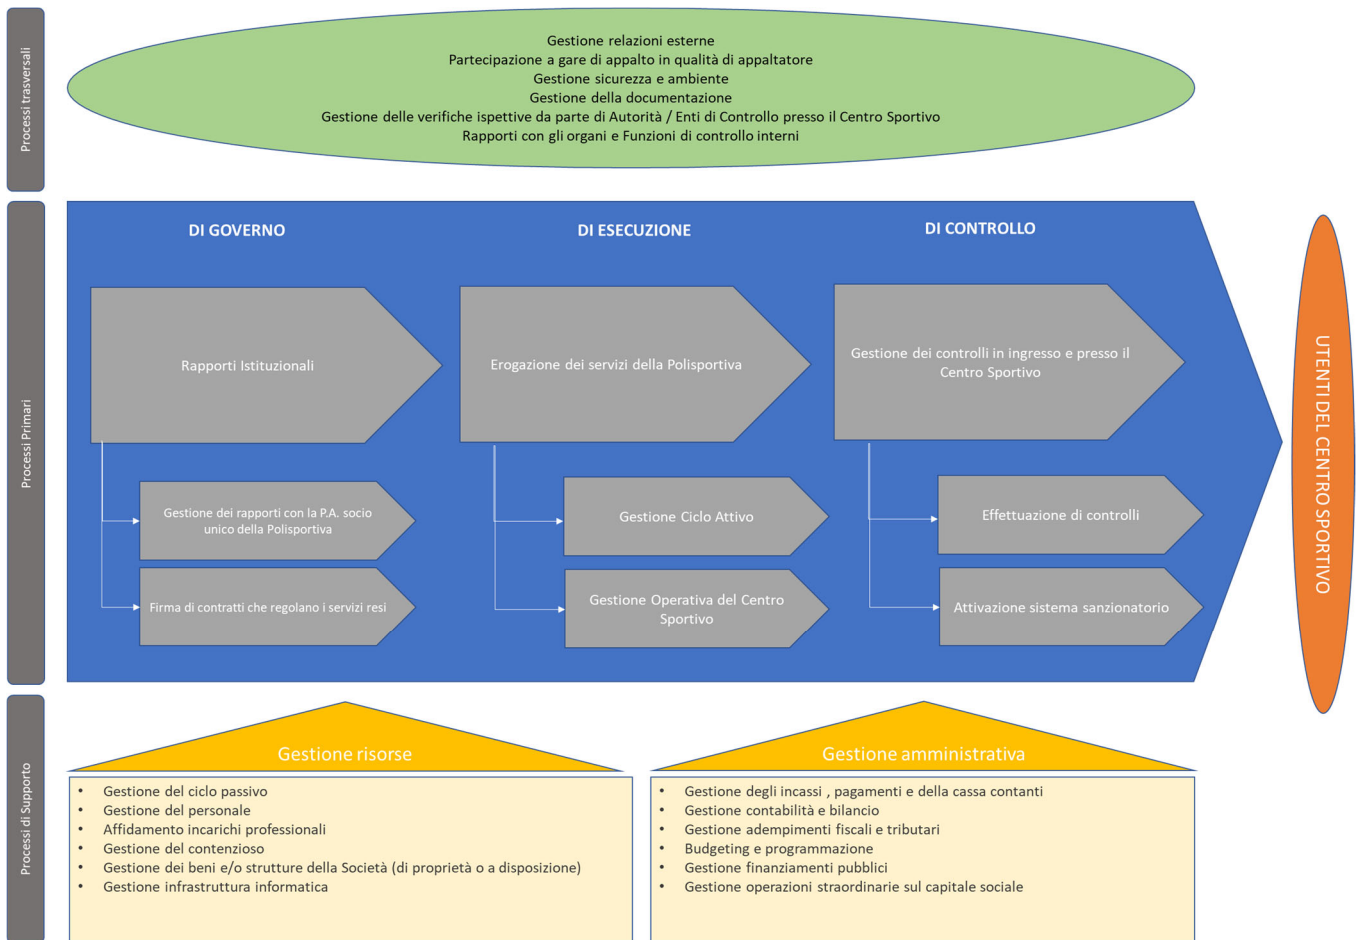 Processi trasversali
Gestione relazioni esterne
Partecipazione a gare di appalto in qualità di appaltatore
Gestione sicurezza e ambiente
Gestione della documentazione
Gestione delle verifiche ispettive da parte di Autorità / Enti di Controllo presso il Centro Sportivo
Rapporti con gli organi e Funzioni di controllo interni
Processi Primari
DI GOVERNO
DI ESECUZIONE
DI CONTROLLO
Rapporti Istituzionali
Erogazione dei servizi della Polisportiva
Gestione dei controlli in ingresso e presso il
Centro Sportivo
Gestione dei rapporti con la P.A. socio
unico della Polisportiva
Gestione Ciclo Attivo
Effettuazione di controlli
Firma di contratti che regolano i servizi resi
Gestione Operativa del Centro
Sportivo
Attivazione sistema sanzionatorio
UTENTI DEL CENTRO SPORTIVO
Processi di Supporto
Gestione risorse
• Gestione del ciclo passivo
• Gestione del personale
• Affidamento incarichi professionali
• Gestione del contenzioso
• Gestione dei beni e/o strutture della Società (di proprietà o a disposizione)
• Gestione infrastruttura informatica
Gestione amministrativa
• Gestione degli incassi , pagamenti e della cassa contanti
• Gestione contabilità e bilancio
• Gestione adempimenti fiscali e tributari
• Budgeting e programmazione
• Gestione finanziamenti pubblici
• Gestione operazioni straordinarie sul capitale sociale